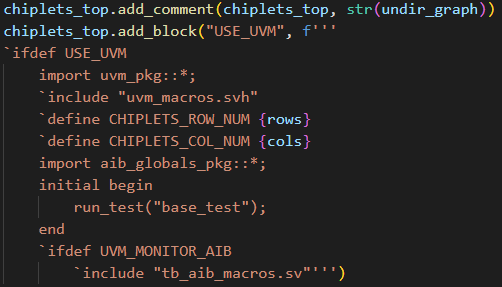 chiplets_top.add_comment(chiplets_top, str(undir_graph))
chiplets_top.add_block("USE_UVM", f'''
`ifdef USE_UVM
    import uvm_pkg::*;
    `include "uvm_macros.svh"
    `define CHIPLETS_ROW_NUM {rows}
    `define CHIPLETS_COL_NUM {cols}
    import aib_globals_pkg::*;
    initial begin
        run_test("base_test");
    end
    `ifdef UVM_MONITOR_AIB
        `include "tb_aib_macros.sv"''')